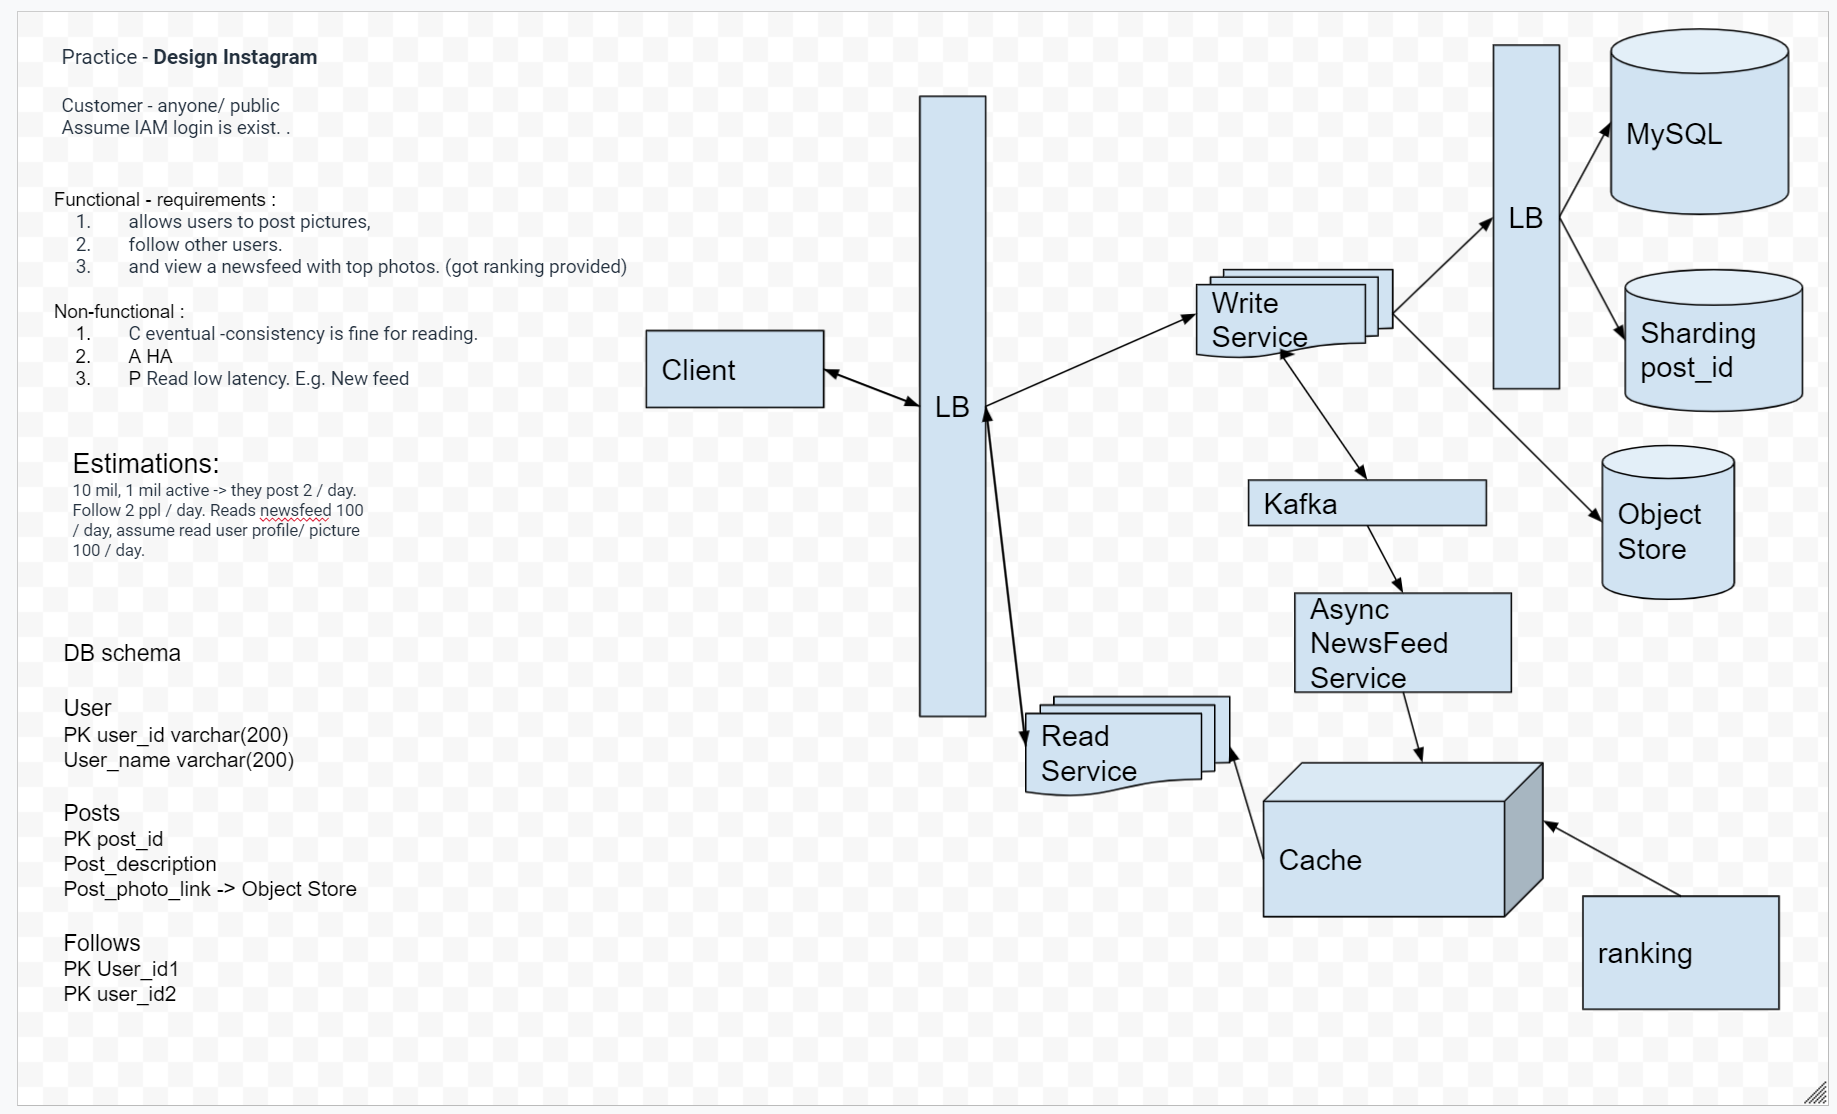 Practice - Design Instagram
Customer - anyone/ public
Assume IAM login is exist. .
Functional - requirements :
1. allows users to post pictures,
2. follow other users.
3. and view a newsfeed with top photos. (got ranking provided)
Non-functional :
1. C eventual -consistency is fine for reading.
2. A HA
3. P Read low latency. E.g. New feed
Estimations:
10 mil, 1 mil active -> they post 2 / day.
Follow 2 ppl / day. Reads newsfeed 100
/ day, assume read user profile/ picture
100 / day.
DB schema
User
PK user_id varchar(200)
User_name varchar(200)
Posts
PK post_id
Post_description
Post_photo_link -> Object Store
Follows
PK User_id1
PK user_id2
Client
LB
Write
Service
LB
MySQL
Sharding
post_id
Object
Store
Kafka
Async
NewsFeed
Service
Read
Service
Cache
ranking